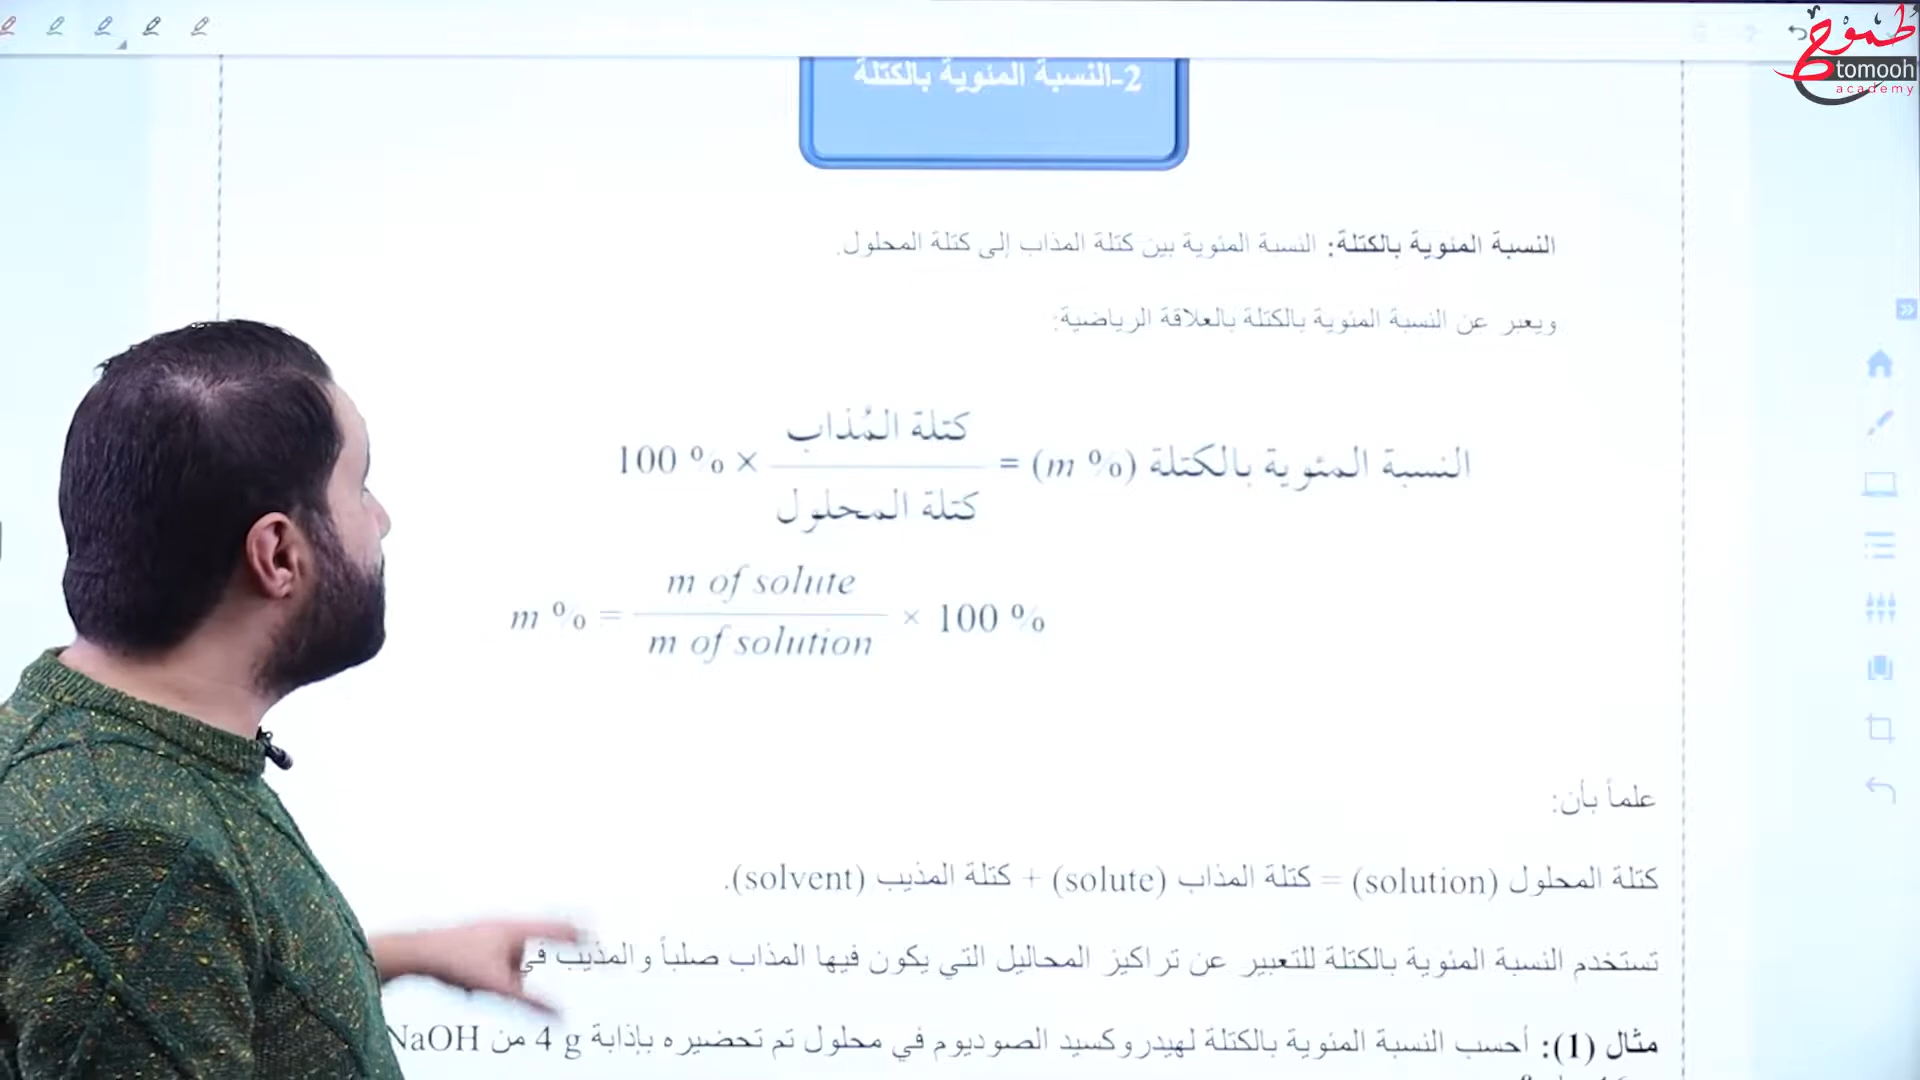 طموح
tomooh
academy
2-النسبة المئوية بالكتلة
النسبة المئوية بالكتلة: النسبة المئوية بين كتلة المذاب إلى كتلة المحلول.
ويعبر عن النسبة المئوية بالكتلة بالعلاقة الرياضية:
النسبة المئوية بالكتلة (m %) = كتلة المُذاب / كتلة المحلول × 100 %
m % = m of solute / m of solution × 100 %
علماً بأن:
كتلة المحلول (solution) = كتلة المذاب (solute) + كتلة المذيب (solvent).
تستخدم النسبة المئوية بالكتلة للتعبير عن تراكيز المحاليل التي يكون فيها المذاب صلباً والمذيب في
مثال (1): أحسب النسبة المئوية بالكتلة لهيدروكسيد الصوديوم في محلول تم تحضيره بإذابة 4 g من NaOH